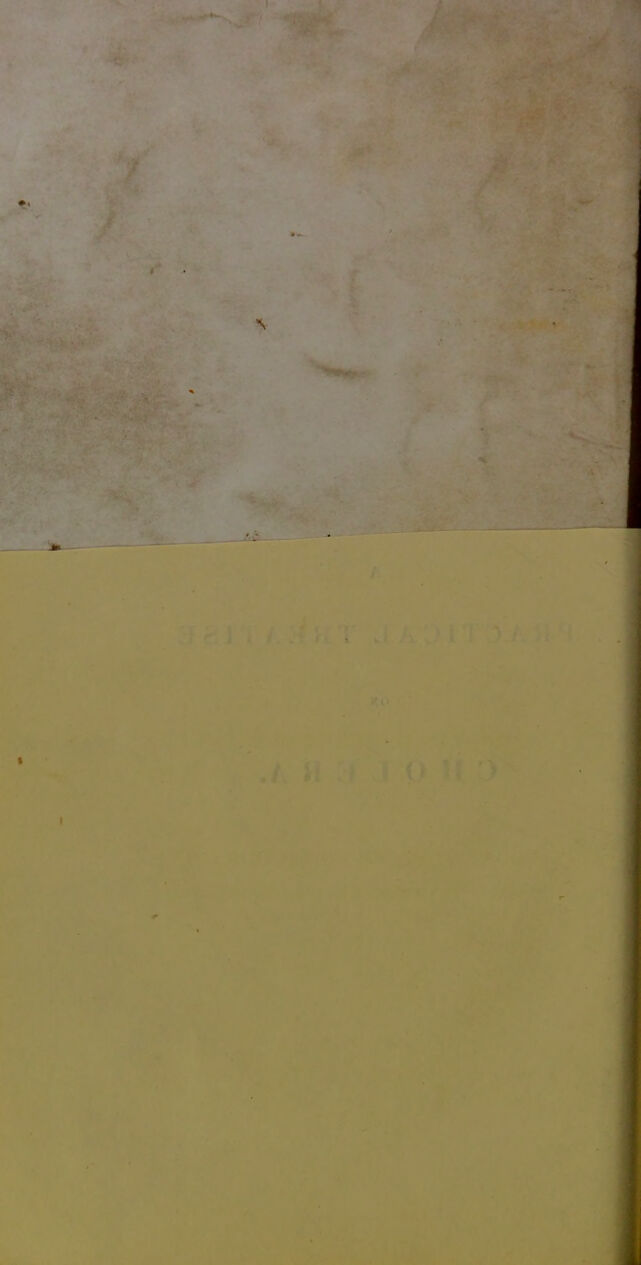 A
PRACTICAL TREATISE
ON
CHOLERA.